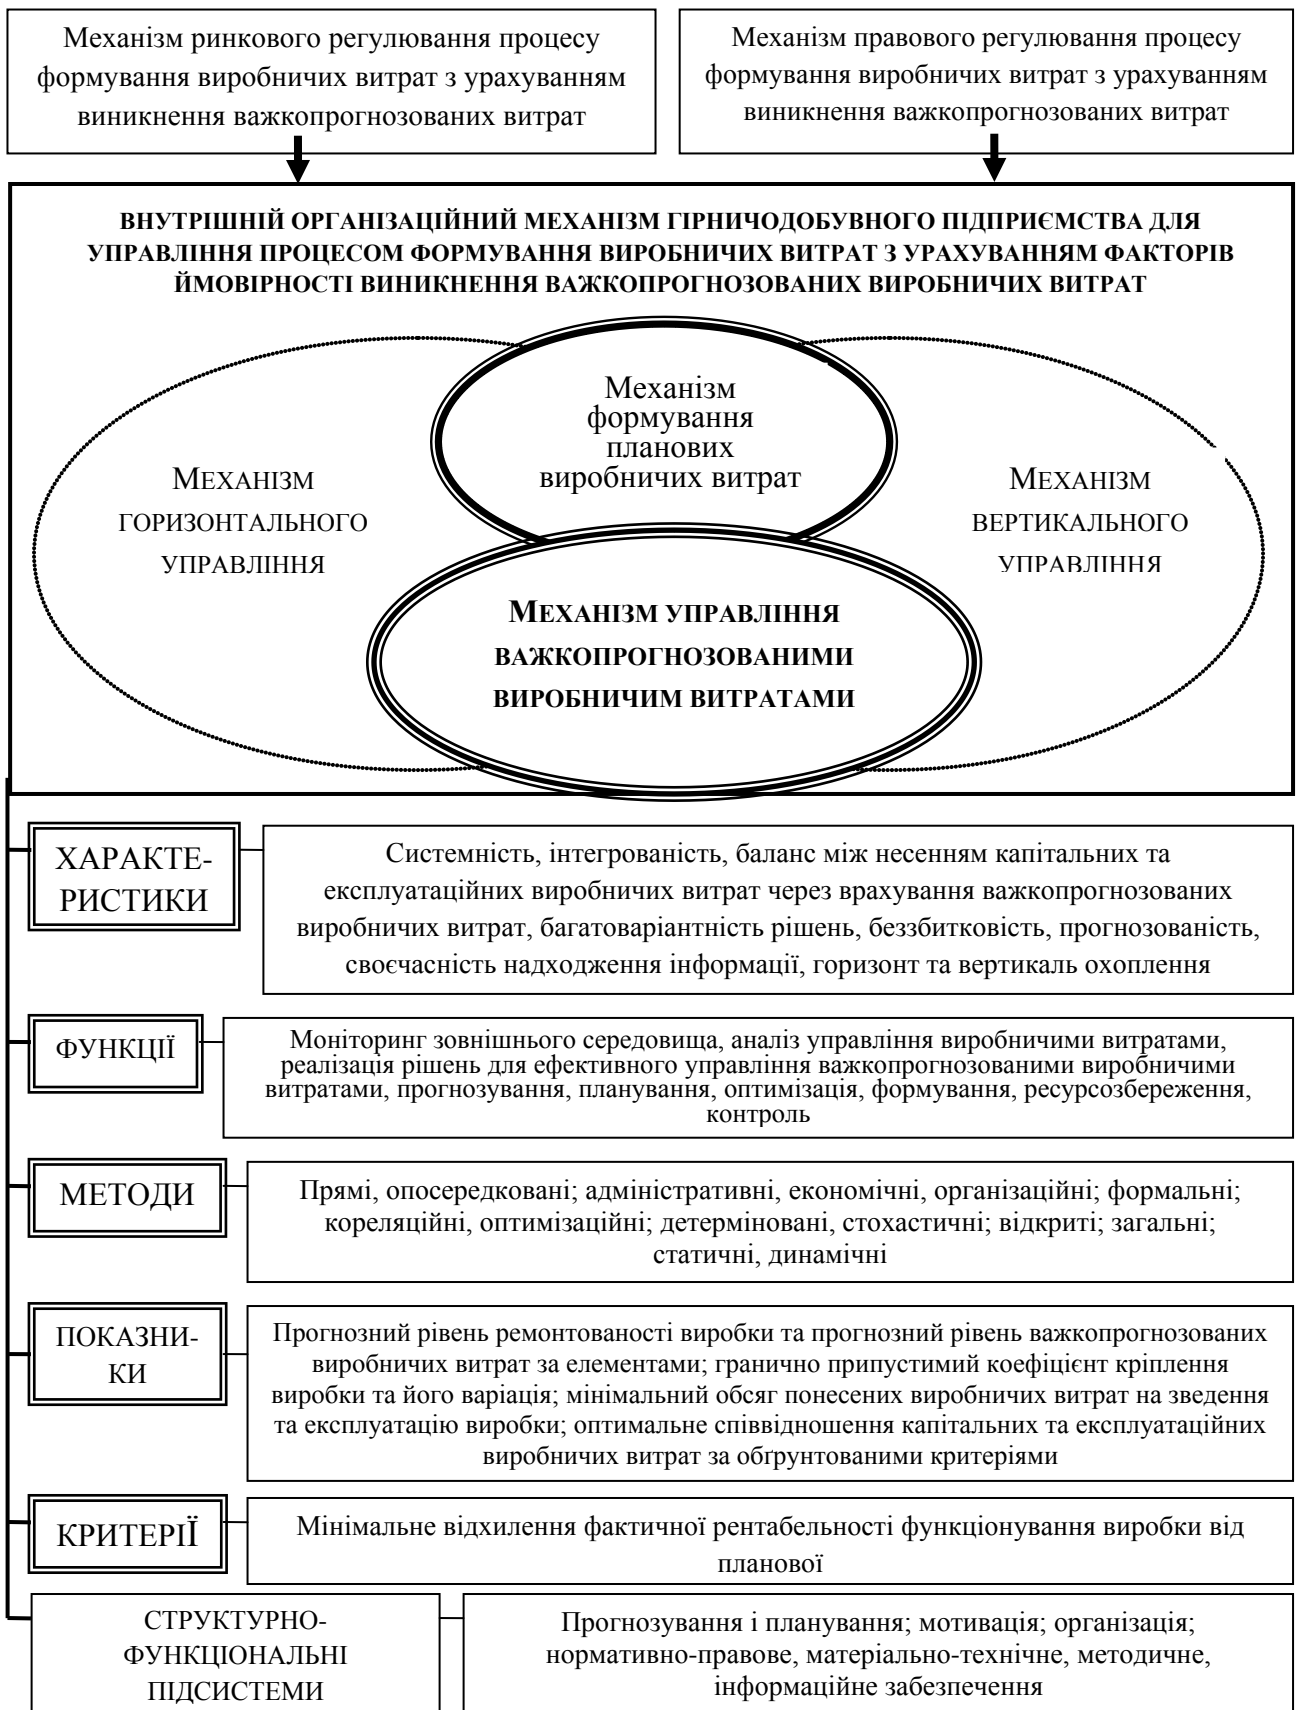 Механізм ринкового регулювання процесу
формування виробничих витрат з урахуванням
виникнення важкопрогнозованих витрат
Механізм правового регулювання процесу
формування виробничих витрат з урахуванням
виникнення важкопрогнозованих витрат
ВНУТРІШНІЙ ОРГАНІЗАЦІЙНИЙ МЕХАНІЗМ ГІРНИЧОДОБУВНОГО ПІДПРИЄМСТВА ДЛЯ
УПРАВЛІННЯ ПРОЦЕСОМ ФОРМУВАННЯ ВИРОБНИЧИХ ВИТРАТ З УРАХУВАННЯМ ФАКТОРІВ
ЙМОВІРНОСТІ ВИНИКНЕННЯ ВАЖКОПРОГНОЗОВАНИХ ВИРОБНИЧИХ ВИТРАТ
Механізм
формування
планових
виробничих витрат
МЕХАНІЗМ
ГОРИЗОНТАЛЬНОГО
УПРАВЛІННЯ
МЕХАНІЗМ
ВЕРТИКАЛЬНОГО
УПРАВЛІННЯ
МЕХАНІЗМ УПРАВЛІННЯ
ВАЖКОПРОГНОЗОВАНИМИ
ВИРОБНИЧИМ ВИТРАТАМИ
ХАРАКТЕ-
РИСТИКИ
Системність, інтегрованість, баланс між несенням капітальних та
експлуатаційних виробничих витрат через врахування важкопрогнозованих
виробничих витрат, багатоваріантність рішень, беззбитковість, прогнозованість,
своєчасність надходження інформації, горизонт та вертикаль охоплення
ФУНКЦІЇ
Моніторинг зовнішнього середовища, аналіз управління виробничими витратами,
реалізація рішень для ефективного управління важкопрогнозованими виробничими
витратами, прогнозування, планування, оптимізація, формування, ресурсозбереження,
контроль
МЕТОДИ
Прямі, опосередковані; адміністративні, економічні, організаційні; формальні;
кореляційні, оптимізаційні; детерміновані, стохастичні; відкриті; загальні;
статичні, динамічні
ПОКАЗНИ-
КИ
Прогнозний рівень ремонтованості виробки та прогнозний рівень важкопрогнозованих
виробничих витрат за елементами; гранично припустимий коефіцієнт кріплення
виробки та його варіація; мінімальний обсяг понесених виробничих витрат на зведення
та експлуатацію виробки; оптимальне співвідношення капітальних та експлуатаційних
виробничих витрат за обґрунтованими критеріями
КРИТЕРІЇ
Мінімальне відхилення фактичної рентабельності функціонування виробки від
планової
СТРУКТУРНО-
ФУНКЦІОНАЛЬНІ
ПІДСИСТЕМИ
Прогнозування і планування; мотивація; організація;
нормативно-правове, матеріально-технічне, методичне,
інформаційне забезпечення